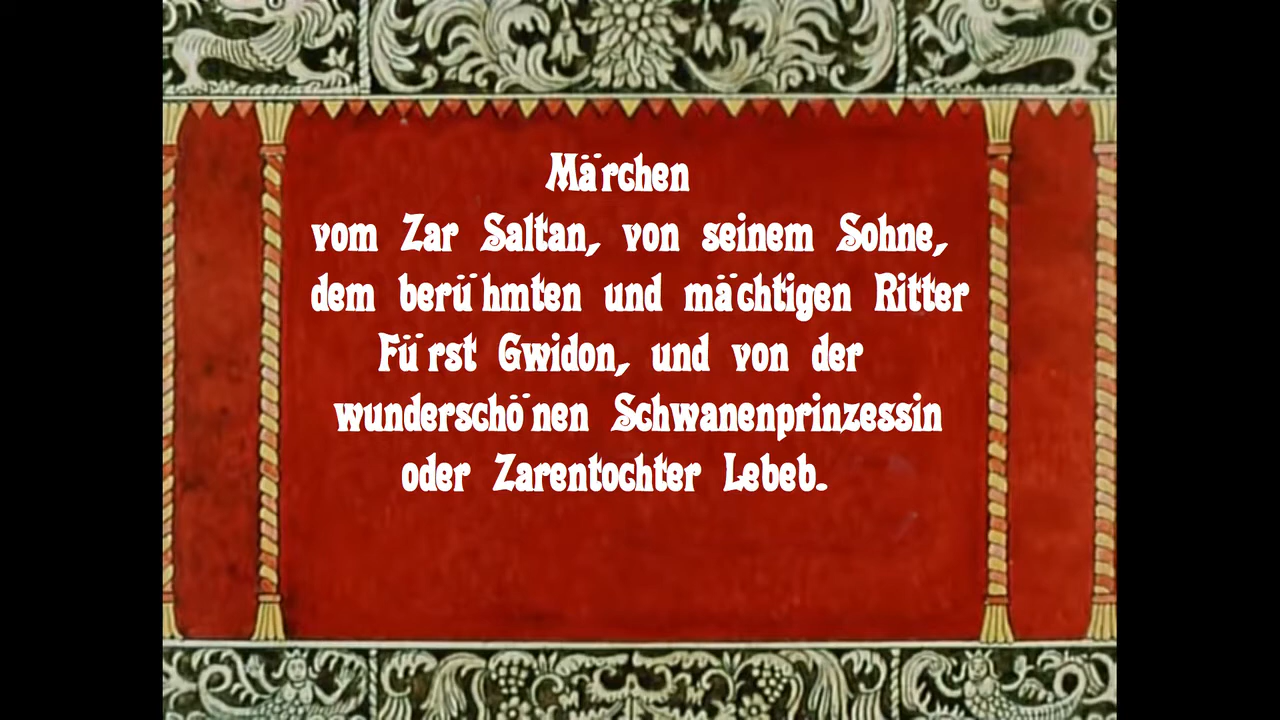 Märchen
vom Zar Saltan, von seinem Sohne,
dem berühmten und mächtigen Ritter
Fürst Gwidon, und von der
wunderschönen Schwanenprinzessin
oder Zarentochter Lebeb.